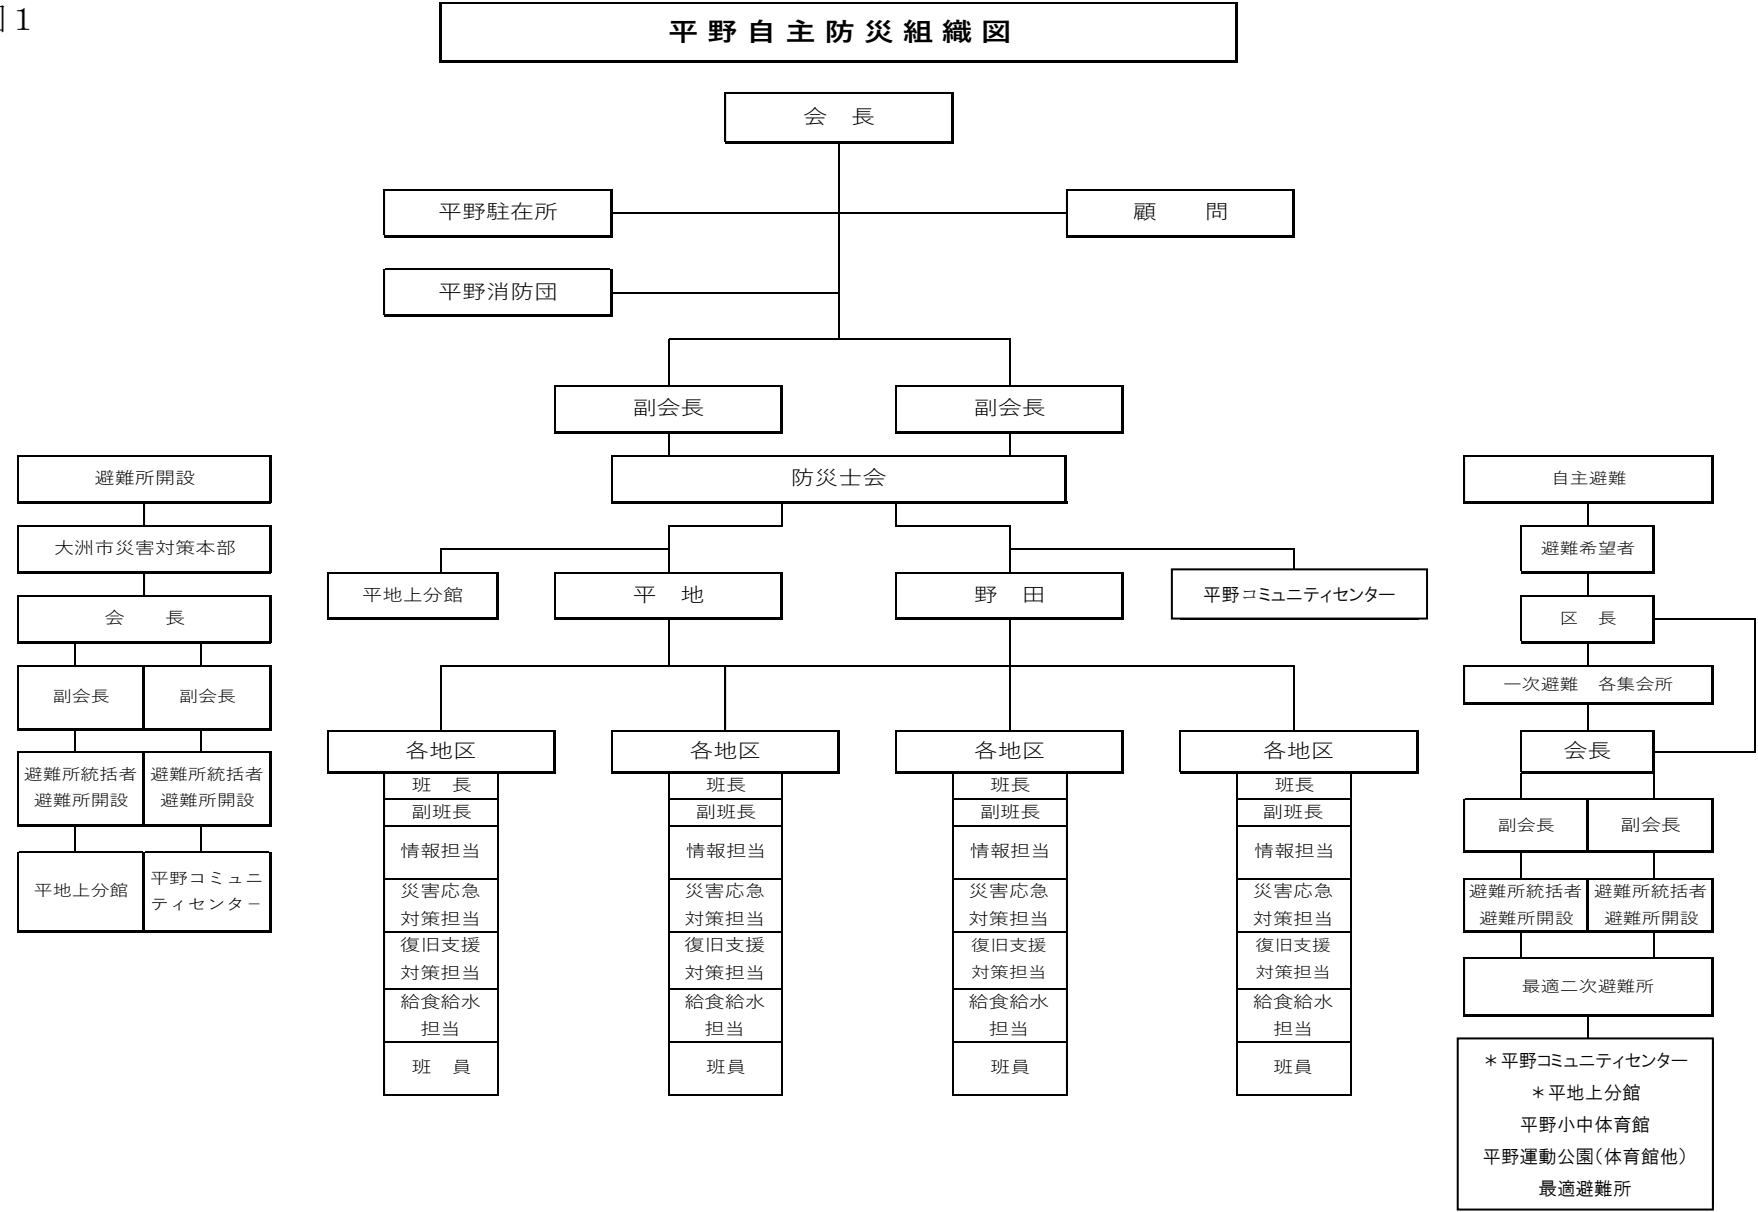 図1
平野自主防災組織図
会　長
平野駐在所
顧　問
平野消防団
副会長
副会長
防災士会
平地上分館
平　地
野　田
平野コミュニティセンター
各地区
班　長
副班長
情報担当
災害応急
対策担当
復旧支援
対策担当
給食給水
担当
班　員
各地区
班長
副班長
情報担当
災害応急
対策担当
復旧支援
対策担当
給食給水
担当
班員
各地区
班長
副班長
情報担当
災害応急
対策担当
復旧支援
対策担当
給食給水
担当
班員
各地区
班長
副班長
情報担当
災害応急
対策担当
復旧支援
対策担当
給食給水
担当
班員
避難所開設
大洲市災害対策本部
会　長
副会長
副会長
避難所統括者
避難所開設
避難所統括者
避難所開設
平地上分館
平野コミュニ
ティセンター
自主避難
避難希望者
区　長
一次避難　各集会所
会長
副会長
副会長
避難所統括者
避難所開設
避難所統括者
避難所開設
最適二次避難所
＊平野コミュニティセンター
＊平地上分館
平野小中体育館
平野運動公園（体育館他）
最適避難所